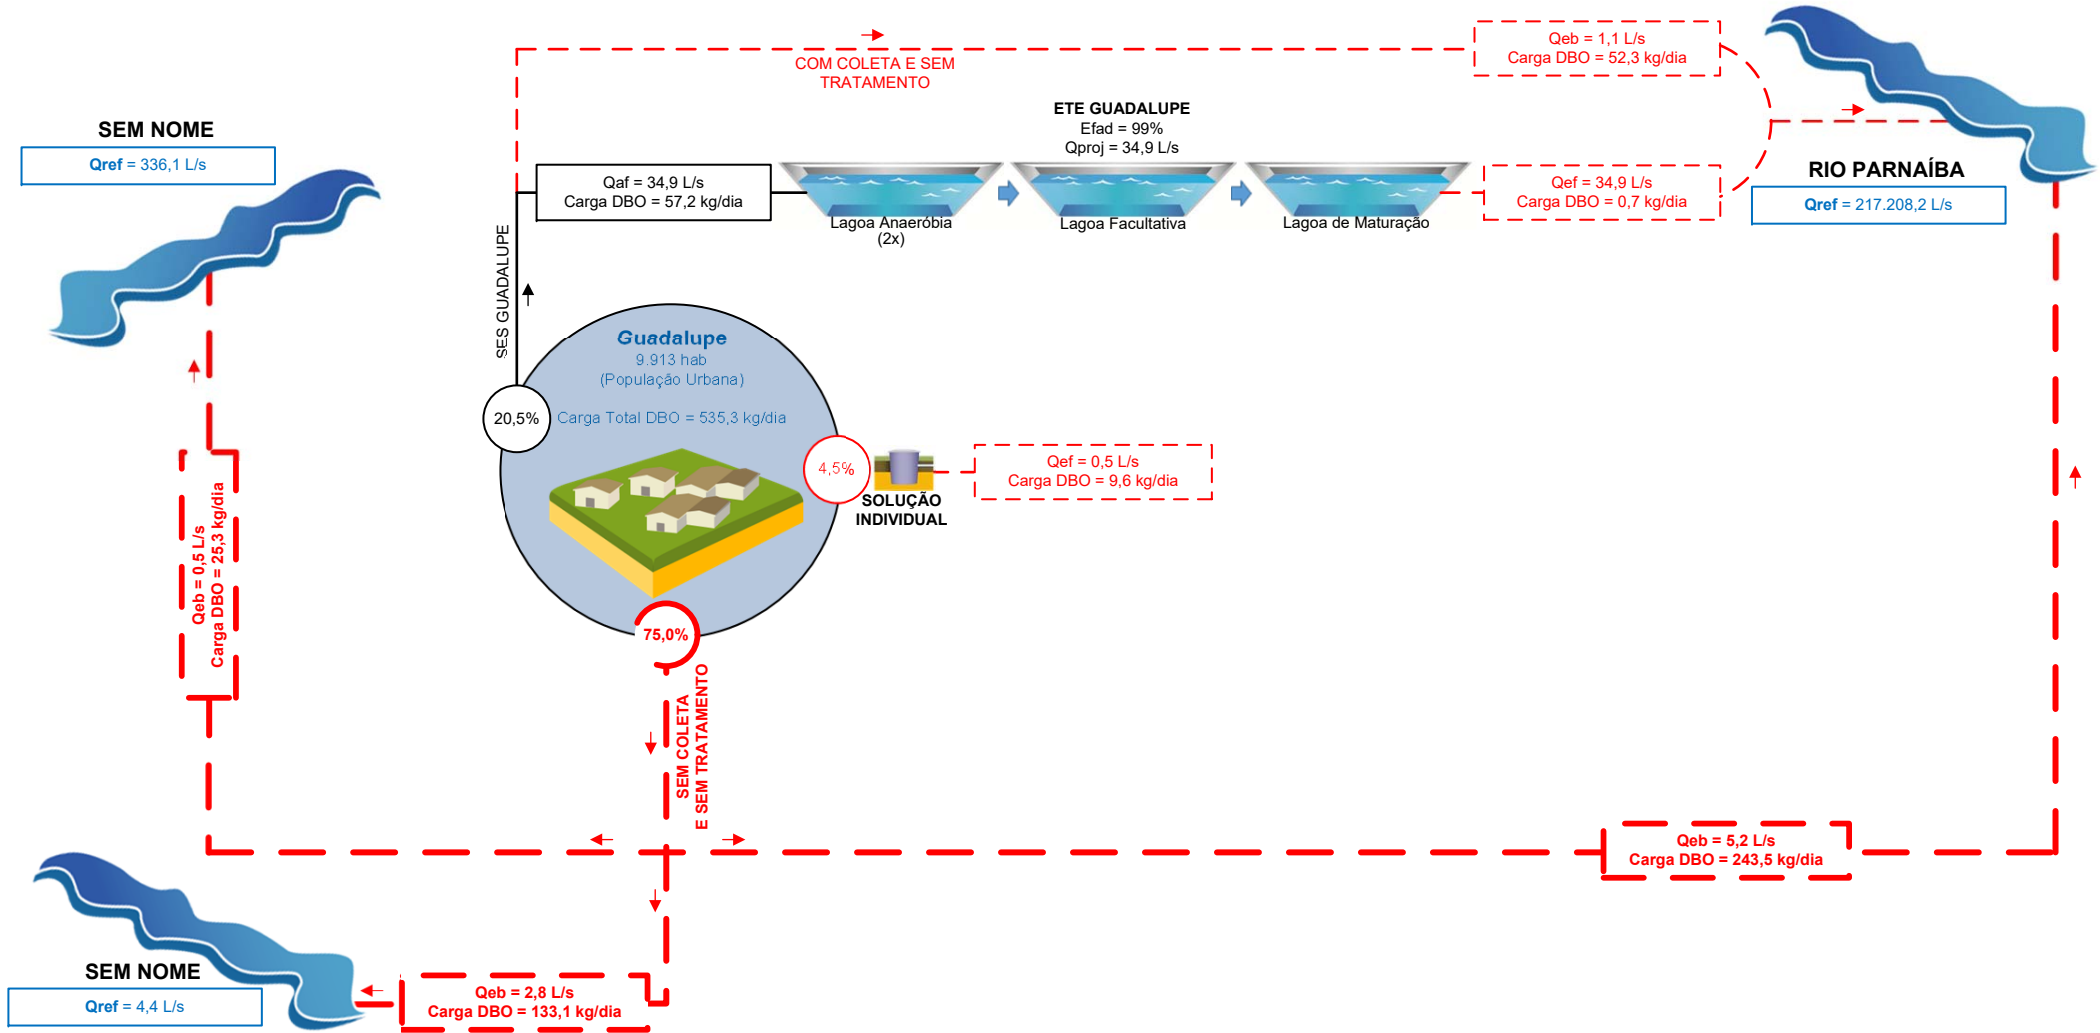 Qeb = 1,1 L/s
Carga DBO = 52,3 kg/dia
COM COLETA E SEM
TRATAMENTO
ETE GUADALUPE
Efad = 99%
Qproj = 34,9 L/s
SEM NOME
Qref = 336,1 L/s
Qaf = 34,9 L/s
Carga DBO = 57,2 kg/dia
Qef = 34,9 L/s
Carga DBO = 0,7 kg/dia
RIO PARNAÍBA
Qref = 217.208,2 L/s
Lagoa Anaeróbia
(2x)
Lagoa Facultativa
Lagoa de Maturação
SES GUADALUPE
Guadalupe
9.913 hab
(População Urbana)
20,5%
Carga Total DBO = 535,3 kg/dia
4,5%
SOLUÇÃO
INDIVIDUAL
Qef = 0,5 L/s
Carga DBO = 9,6 kg/dia
Qeb = 0,5 L/s
Carga DBO = 25,3 kg/dia
75,0%
SEM COLETA
E SEM TRATAMENTO
Qeb = 5,2 L/s
Carga DBO = 243,5 kg/dia
SEM NOME
Qref = 4,4 L/s
Qeb = 2,8 L/s
Carga DBO = 133,1 kg/dia